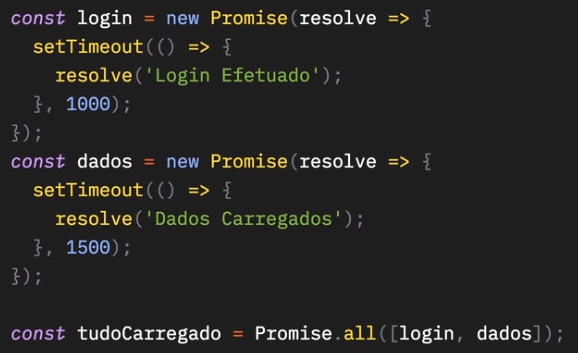 const login = new Promise(resolve => {
  setTimeout(() => {
    resolve('Login Efetuado');
  }, 1000);
});
const dados = new Promise(resolve => {
  setTimeout(() => {
    resolve('Dados Carregados');
  }, 1500);
});

const tudoCarregado = Promise.all([login, dados]);